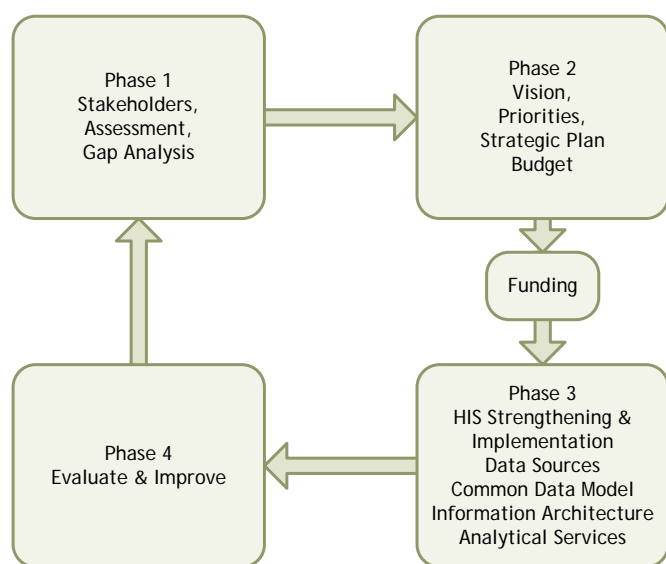 Phase 1
Stakeholders,
Assessment,
Gap Analysis
Phase 2
Vision,
Priorities,
Strategic Plan
Budget
Funding
Phase 3
HIS Strengthening &
Implementation
Data Sources
Common Data Model
Information Architecture
Analytical Services
Phase 4
Evaluate & Improve